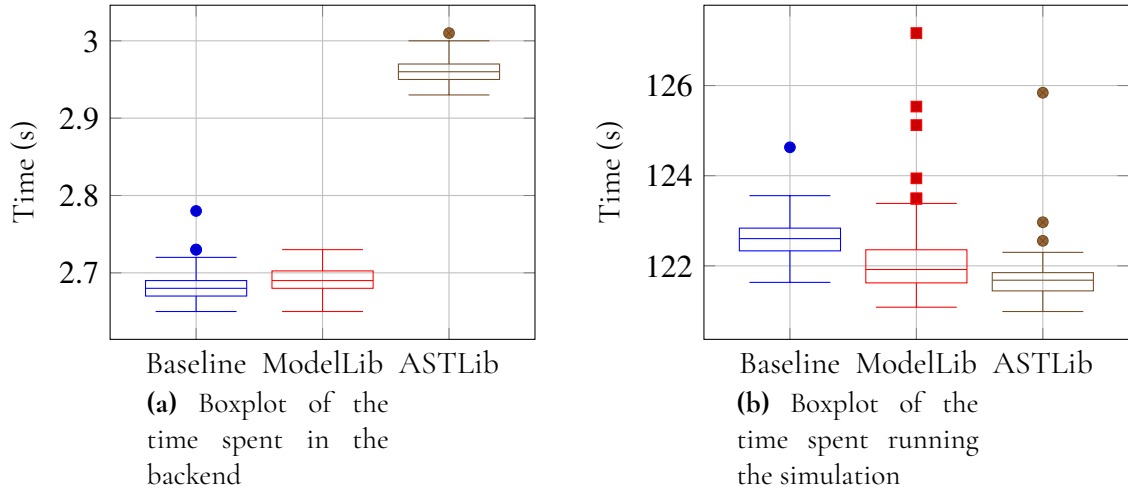 3
2.9
2.8
2.7
Time (s)
Baseline ModelLib ASTLib
(a) Boxplot of the
time spent in the
backend
126
124
122
Time (s)
Baseline ModelLib ASTLib
(b) Boxplot of the
time spent running
the simulation